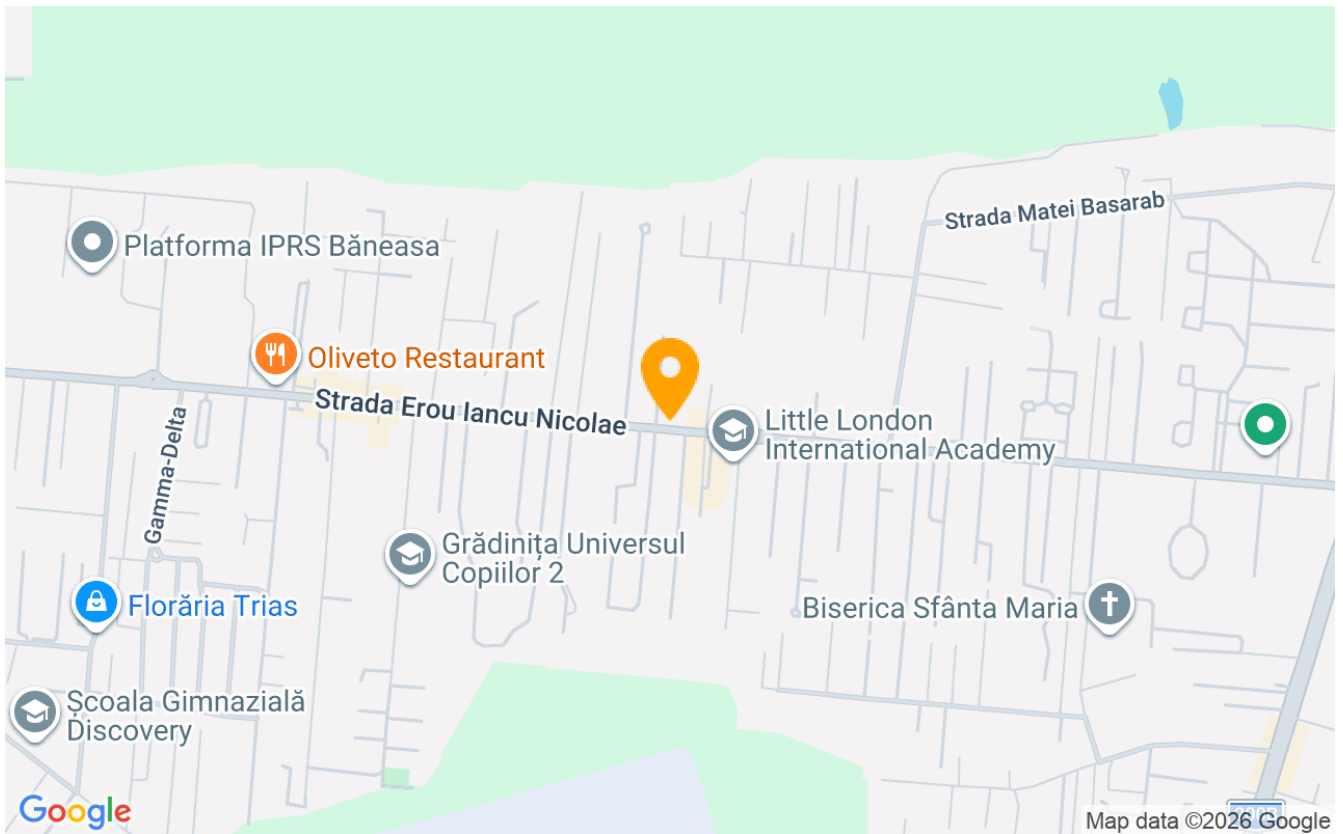 Strada Matei Basarab
Platforma IPRS Băneasa
Oliveto Restaurant
Strada Erou Iancu Nicolae
Little London
International Academy
Gamma-Delta
Grădinița Universul
Copiilor 2
Florăria Trias
Biserica Sfânta Maria
Școala Gimnazială
Discovery
Google
Map data ©2026 Google